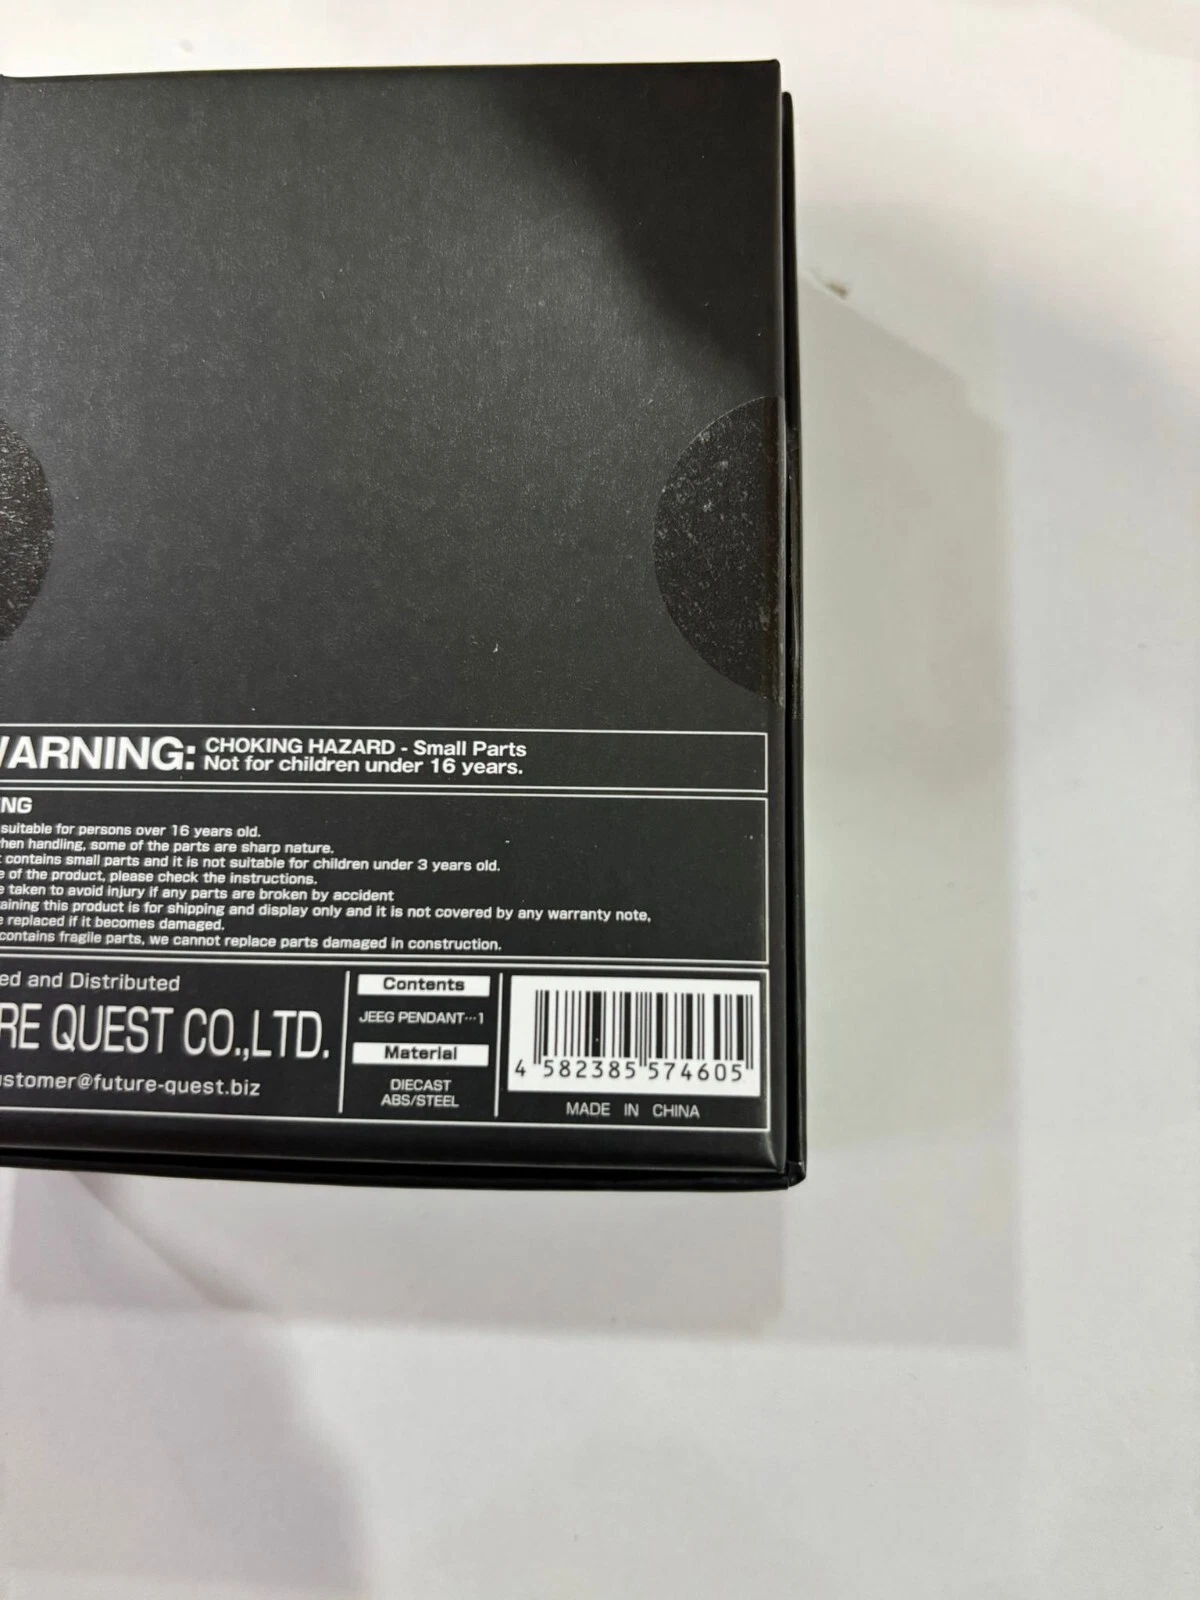 WARNING: CHOKING HAZARD - Small Parts
Not for children under 16 years.
NG
suitable for persons over 16 years old.
hen handling, some of the parts are sharp nature.
contains small parts and it is not suitable for children under 3 years old.
e of the product, please check the instructions.
e taken to avoid injury if any parts are broken by accident
aining this product is for shipping and display only and it is not covered by any warranty note,
e replaced if it becomes damaged.
contains fragile parts, we cannot replace parts damaged in construction.
ed and Distributed
RE QUEST CO.,LTD.
ustomer@future-quest.biz
Contents
JEEG PENDANT…1
Material
DIECAST
ABS/STEEL
4 582385 574605
MADE IN CHINA